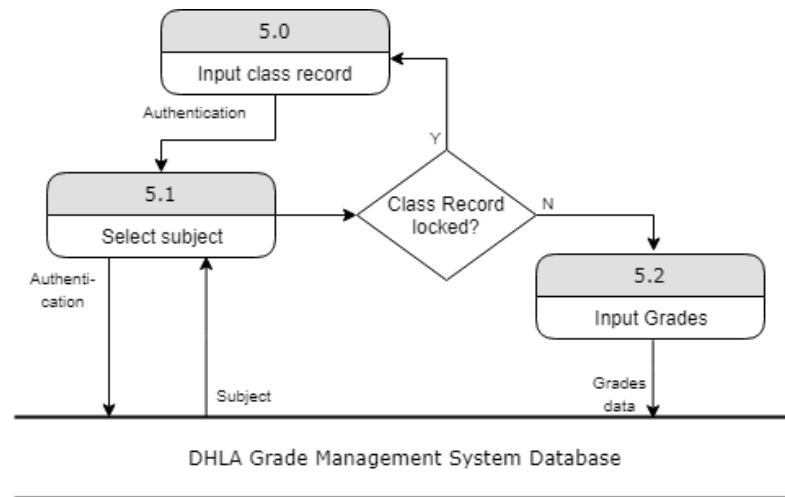 5.0
Input class record
Authentication
Y
5.1
Select subject
Class Record
locked?
N
5.2
Input Grades
Authenti-
cation
Subject
Grades
data
DHLA Grade Management System Database